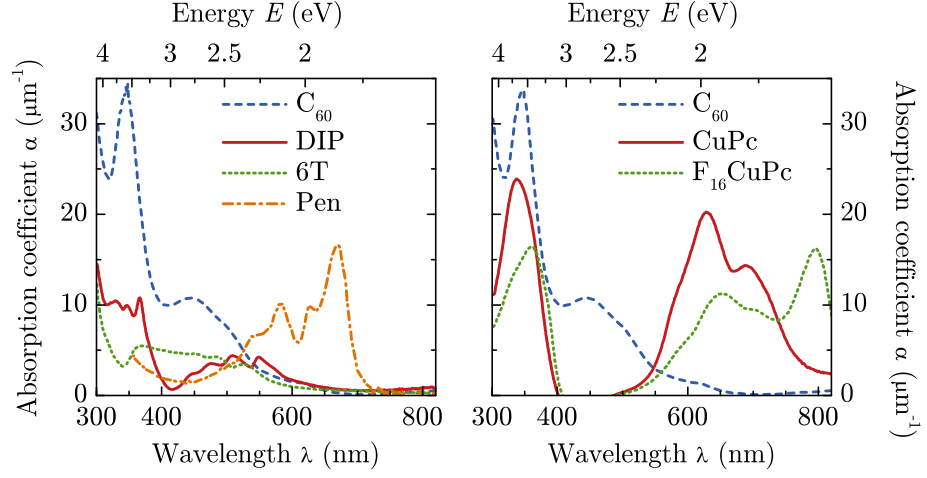 Energy E (eV)
4 3 2.5 2
Absorption coefficient α (μm⁻¹)
30
20
10
0
C₆₀
DIP
6T
Pen
300 400 600 800
Wavelength λ (nm)
Energy E (eV)
4 3 2.5 2
C₆₀
CuPc
F₁₆CuPc
30
20
10
0
Absorption coefficient α (μm⁻¹)
300 400 600 800
Wavelength λ (nm)